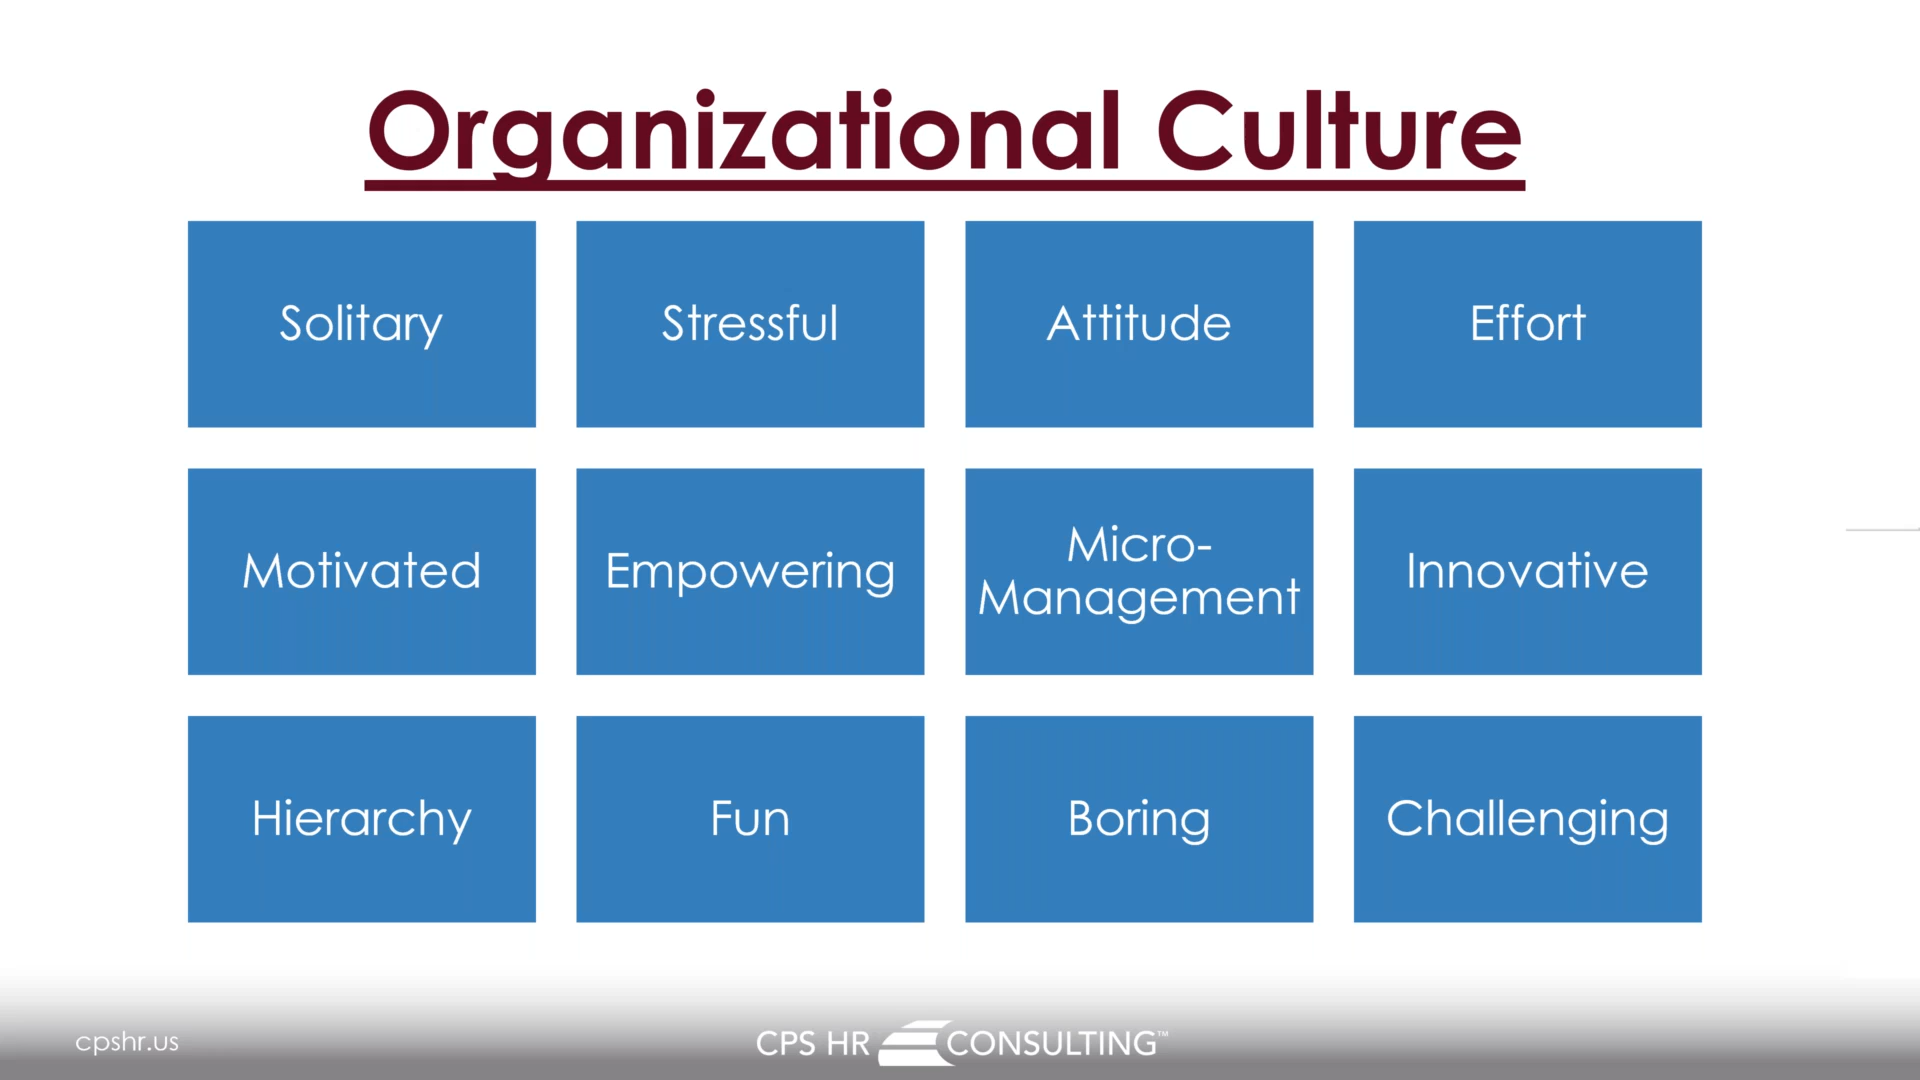 Organizational Culture
Solitary
Stressful
Attitude
Effort
Motivated
Empowering
Micro-
Management
Innovative
Hierarchy
Fun
Boring
Challenging
cpshr.us
CPS HR CONSULTING™